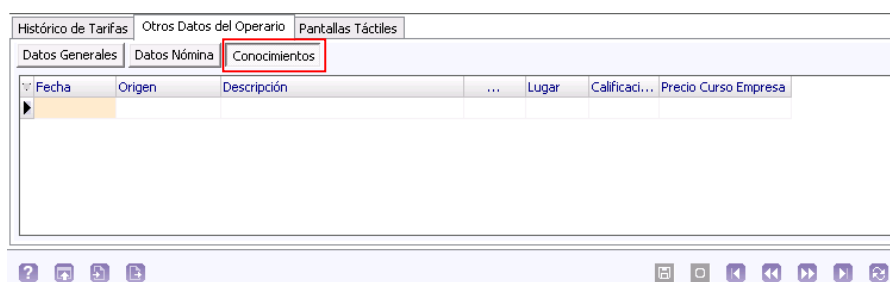 Histórico de Tarifas Otros Datos del Operario Pantallas Táctiles
Datos Generales Datos Nómina Conocimientos
Fecha Origen Descripción ... Lugar Calificaci... Precio Curso Empresa
?